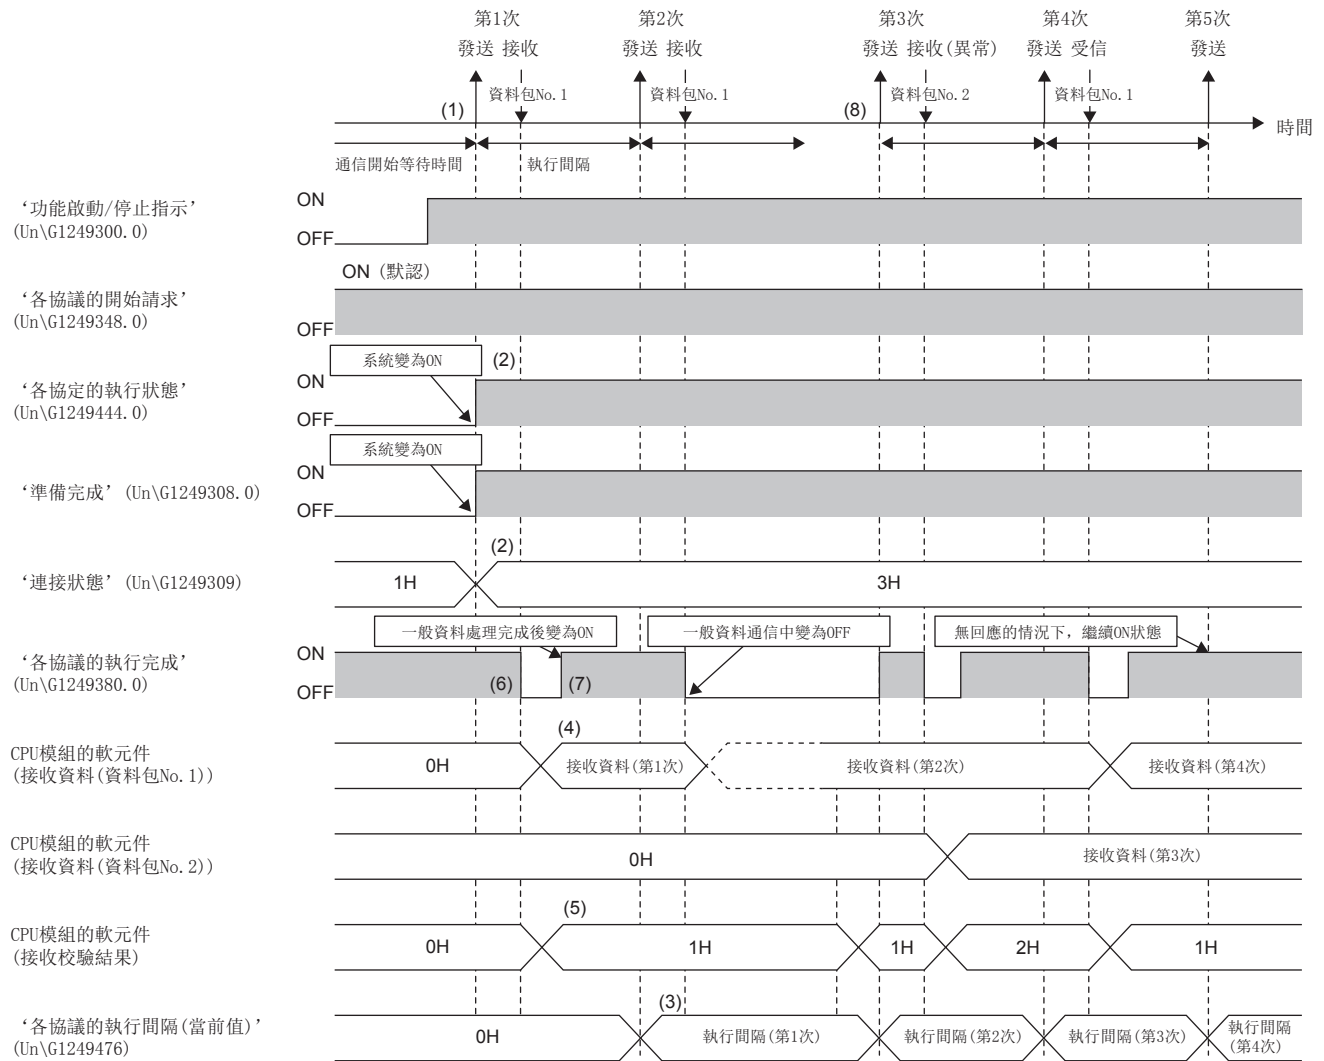 第1次 第2次 第3次 第4次 第5次
發送 接收 發送 接收 發送 接收(異常) 發送 受信 發送
資料包No.1 資料包No.1 資料包No.2 資料包No.1
(1) (8)
時間
通信開始等待時間 執行間隔
‘功能啟動/停止指示’
(Un\G1249300.0)
ON
OFF
ON (默認)
‘各協議的開始請求’
(Un\G1249348.0)
OFF
系統變為ON (2)
‘各協定的執行狀態’
(Un\G1249444.0)
ON
OFF
系統變為ON
‘準備完成’(Un\G1249308.0)
ON
OFF
(2)
‘連接狀態’(Un\G1249309)
1H 3H
一般資料處理完成後變為ON 一般資料通信中變為OFF 無回應的情況下，繼續ON狀態
‘各協議的執行完成’
(Un\G1249380.0)
ON
OFF
(6) (7)
(4)
CPU模組的軟元件
(接收資料(資料包No.1))
0H 接收資料(第1次) 接收資料(第2次) 接收資料(第4次)
CPU模組的軟元件
(接收資料(資料包No.2))
0H 接收資料(第3次)
(5)
CPU模組的軟元件
(接收校驗結果)
0H 1H 1H 2H 1H
(3)
‘各協議的執行間隔(當前值)’
(Un\G1249476)
0H 執行間隔(第1次) 執行間隔(第2次) 執行間隔(第3次) 執行間隔
(第4次)